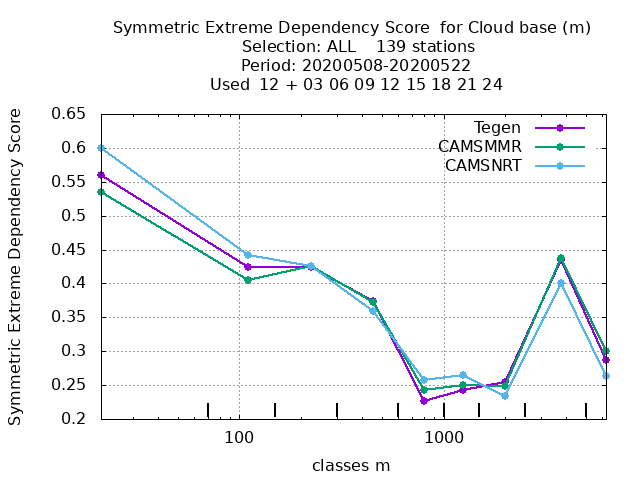 Symmetric Extreme Dependency Score  for Cloud base (m)
Selection: ALL    139 stations
Period: 20200508-20200522
Used  12 + 03 06 09 12 15 18 21 24
Symmetric Extreme Dependency Score
0.65
0.6
0.55
0.5
0.45
0.4
0.35
0.3
0.25
0.2
Tegen
CAMSMMR
CAMSNRT
100
1000
classes m